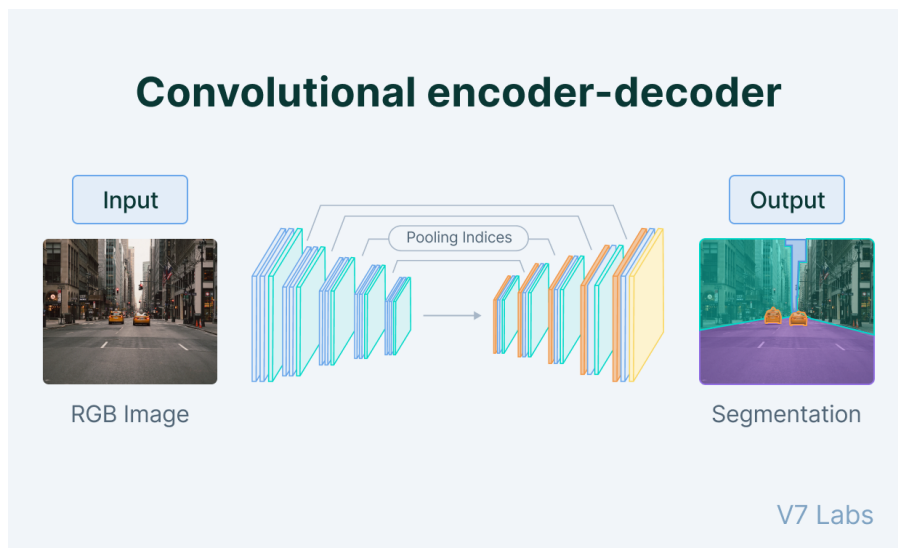 Convolutional encoder-decoder
Input
Output
Pooling Indices
RGB Image
Segmentation
V7 Labs